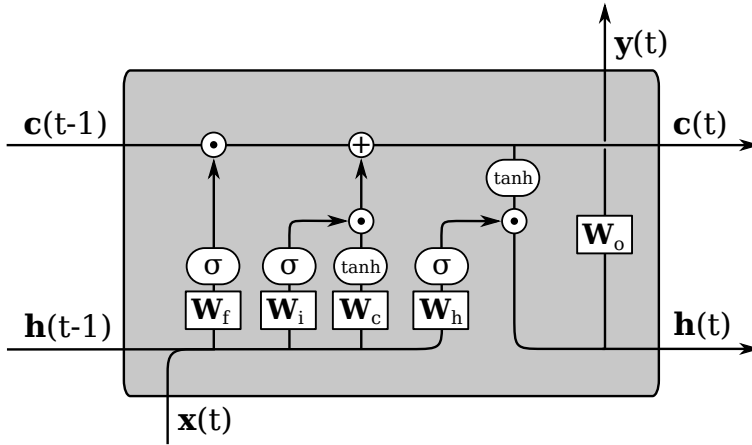 y(t)
c(t-1)
c(t)
+
tanh
W_o
σ σ tanh σ
W_f W_i W_c W_h
h(t-1)
h(t)
x(t)